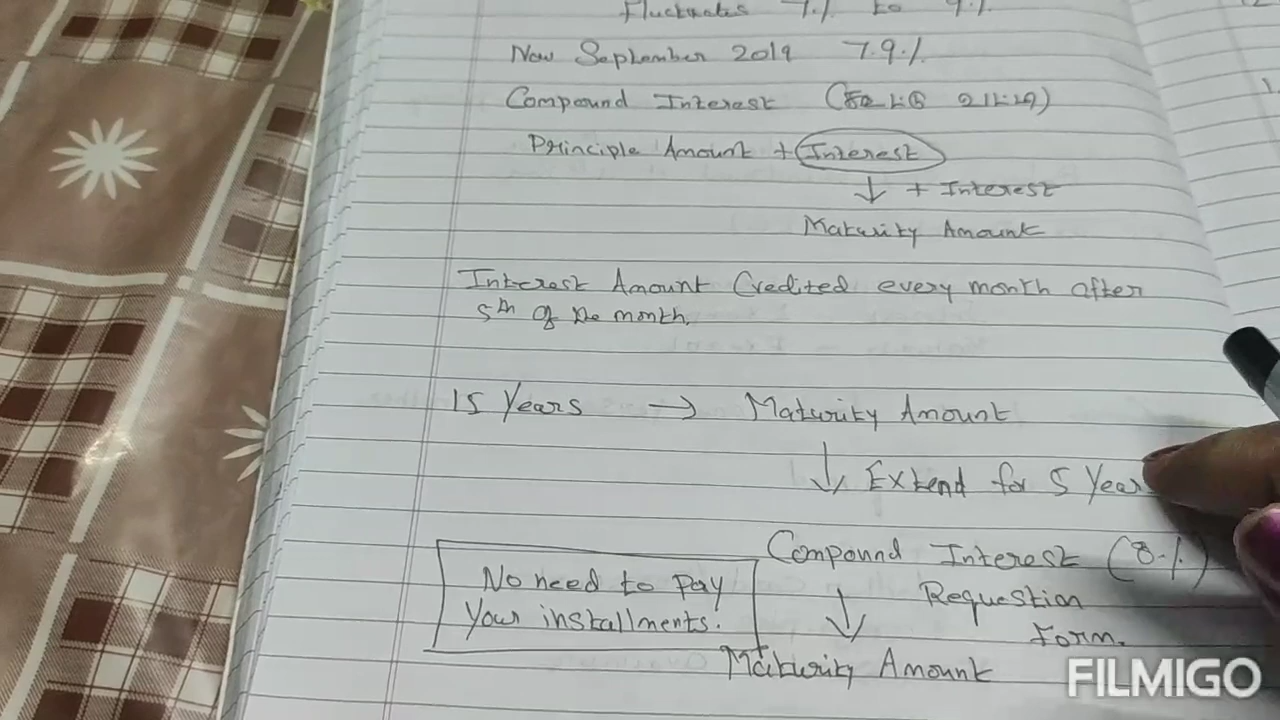 Fluctuates 7.% to 9.%
Now September 2019 7.9.%
Compound Interest
Principle Amount + Interest
↓ + Interest
Maturity Amount
Interest Amount Credited every month after
5th of the month.
15 Years → Maturity Amount
↓ Extend for 5 Year
Compound Interest (8.%)
No need to pay
Your installments.
↓ Requestion
Form.
Maturity Amount
FILMIGO